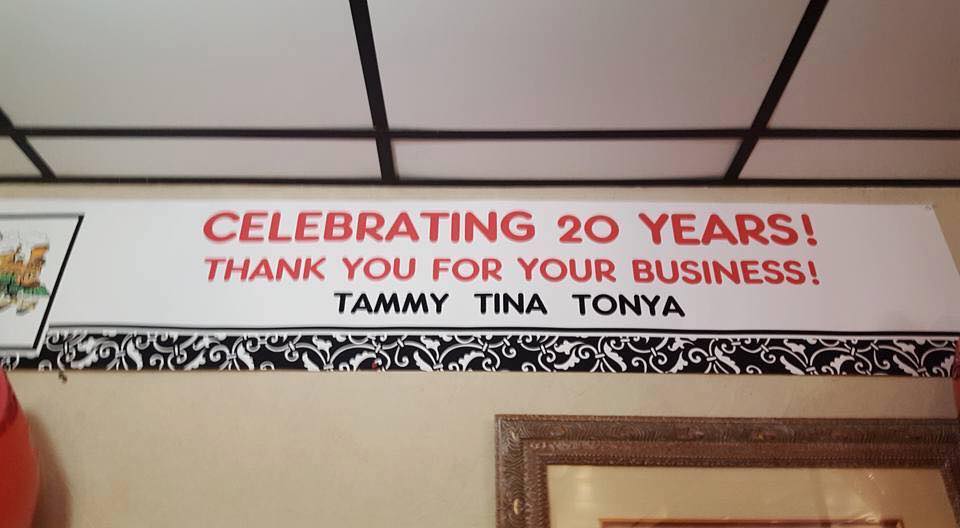 CELEBRATING 20 YEARS!
THANK YOU FOR YOUR BUSINESS!
TAMMY TINA TONYA